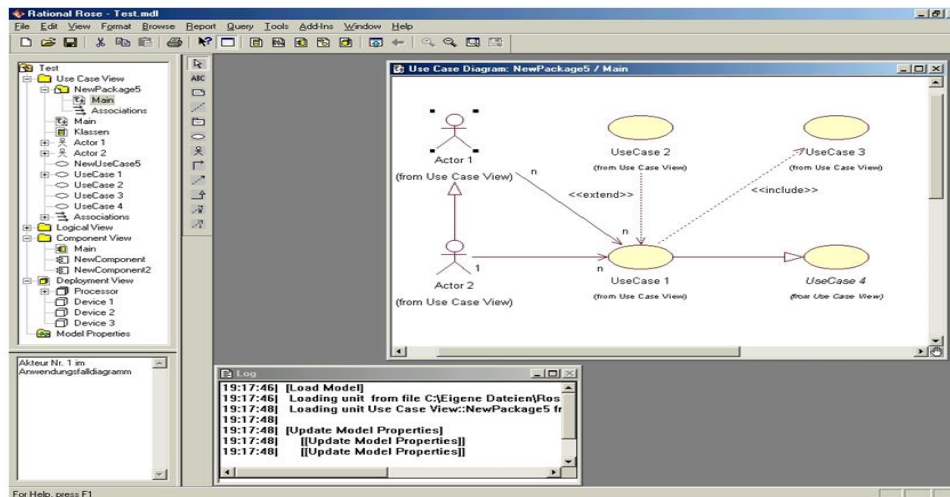 Rational Rose - Test.mdl
File Edit View Format Browse Report Query Tools Add-Ins Window Help
Test
Use Case View
NewPackage5
Main
Associations
Main
Klassen
Actor 1
Actor 2
NewUseCase5
UseCase 1
UseCase 2
UseCase 3
UseCase 4
Associations
Logical View
Component View
Main
NewComponent
NewComponent2
Deployment View
Processor
Device 1
Device 2
Device 3
Model Properties
Akteur Nr. 1 im
Anwendungsfalldiagramm
ABC
Use Case Diagram: NewPackage5 / Main
Actor 1
(from Use Case View)
UseCase 2
(from Use Case View)
UseCase 3
(from Use Case View)
n
<<extend>>
<<include>>
n
1
n
Actor 2
(from Use Case View)
UseCase 1
(from Use Case View)
UseCase 4
(from Use Case View)
Log
19:17:46| [Load Model]
19:17:46| Loading unit from file C:\Eigene Dateien\Ros
19:17:48| Loading unit Use Case View::NewPackage5 fr
19:17:48|
19:17:48| [Update Model Properties]
19:17:48| [[Update Model Properties]]
19:17:48| [[Update Model Properties]]
For Help, press F1